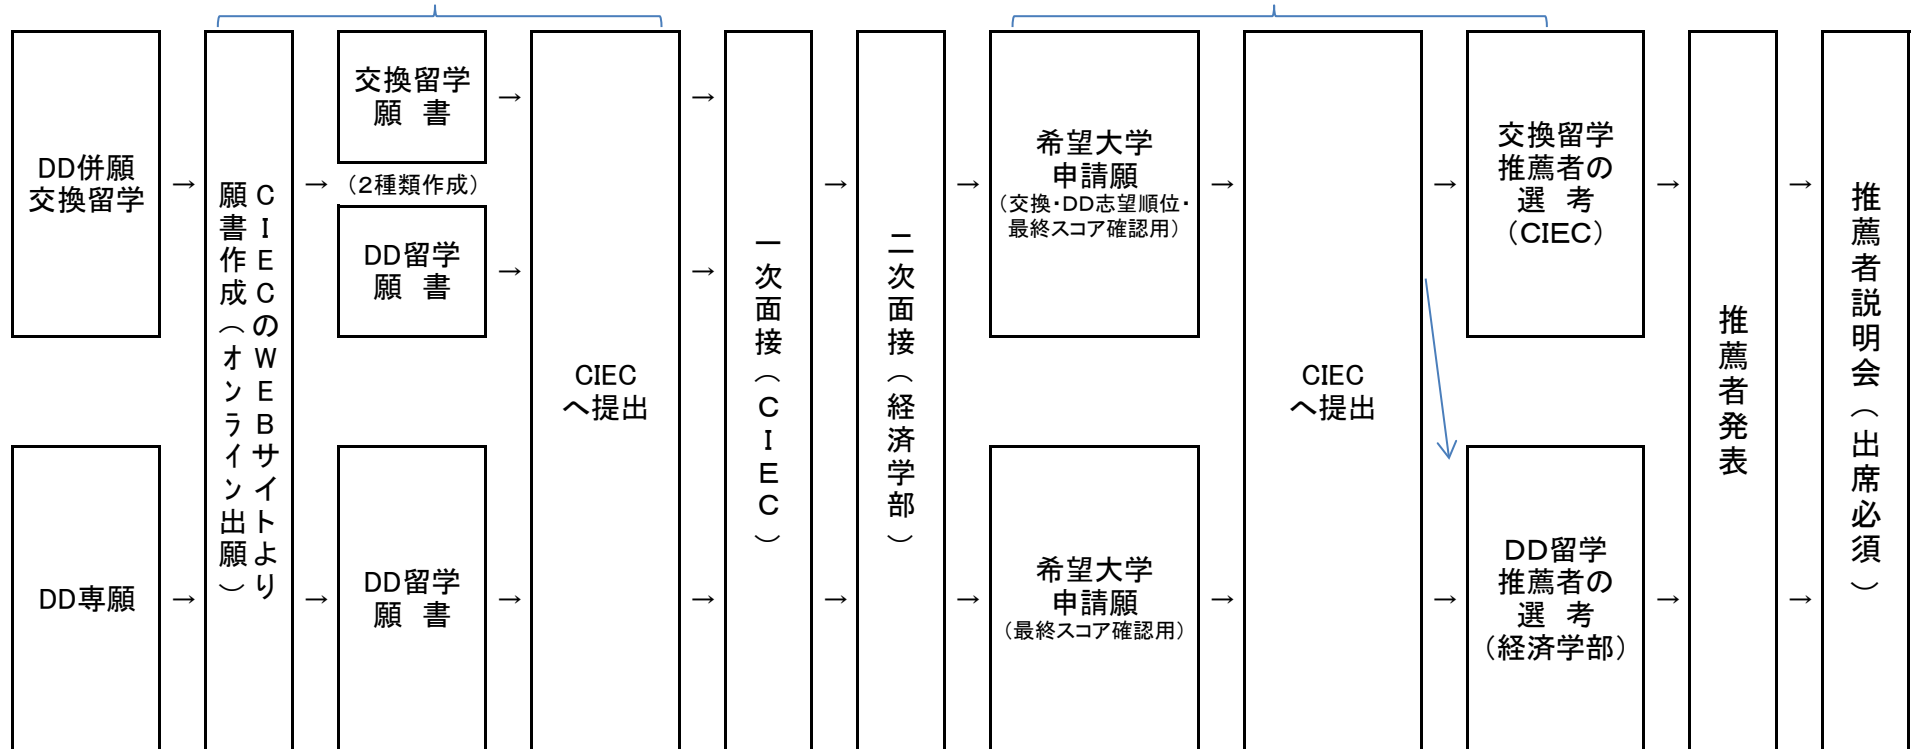 DD併願
交換留学
DD専願
CIECのWEBサイトより
願書作成(オンライン出願)
交換留学
願 書
(2種類作成)
DD留学
願 書
DD留学
願 書
CIEC
へ提出
一次面接(CIEC)
二次面接(経済学部)
希望大学
申請願
(交換・DD志望順位・
最終スコア確認用)
希望大学
申請願
(最終スコア確認用)
CIEC
へ提出
交換留学
推薦者の
選 考
(CIEC)
DD留学
推薦者の
選 考
(経済学部)
推薦者発表
推薦者説明会(出席必須)